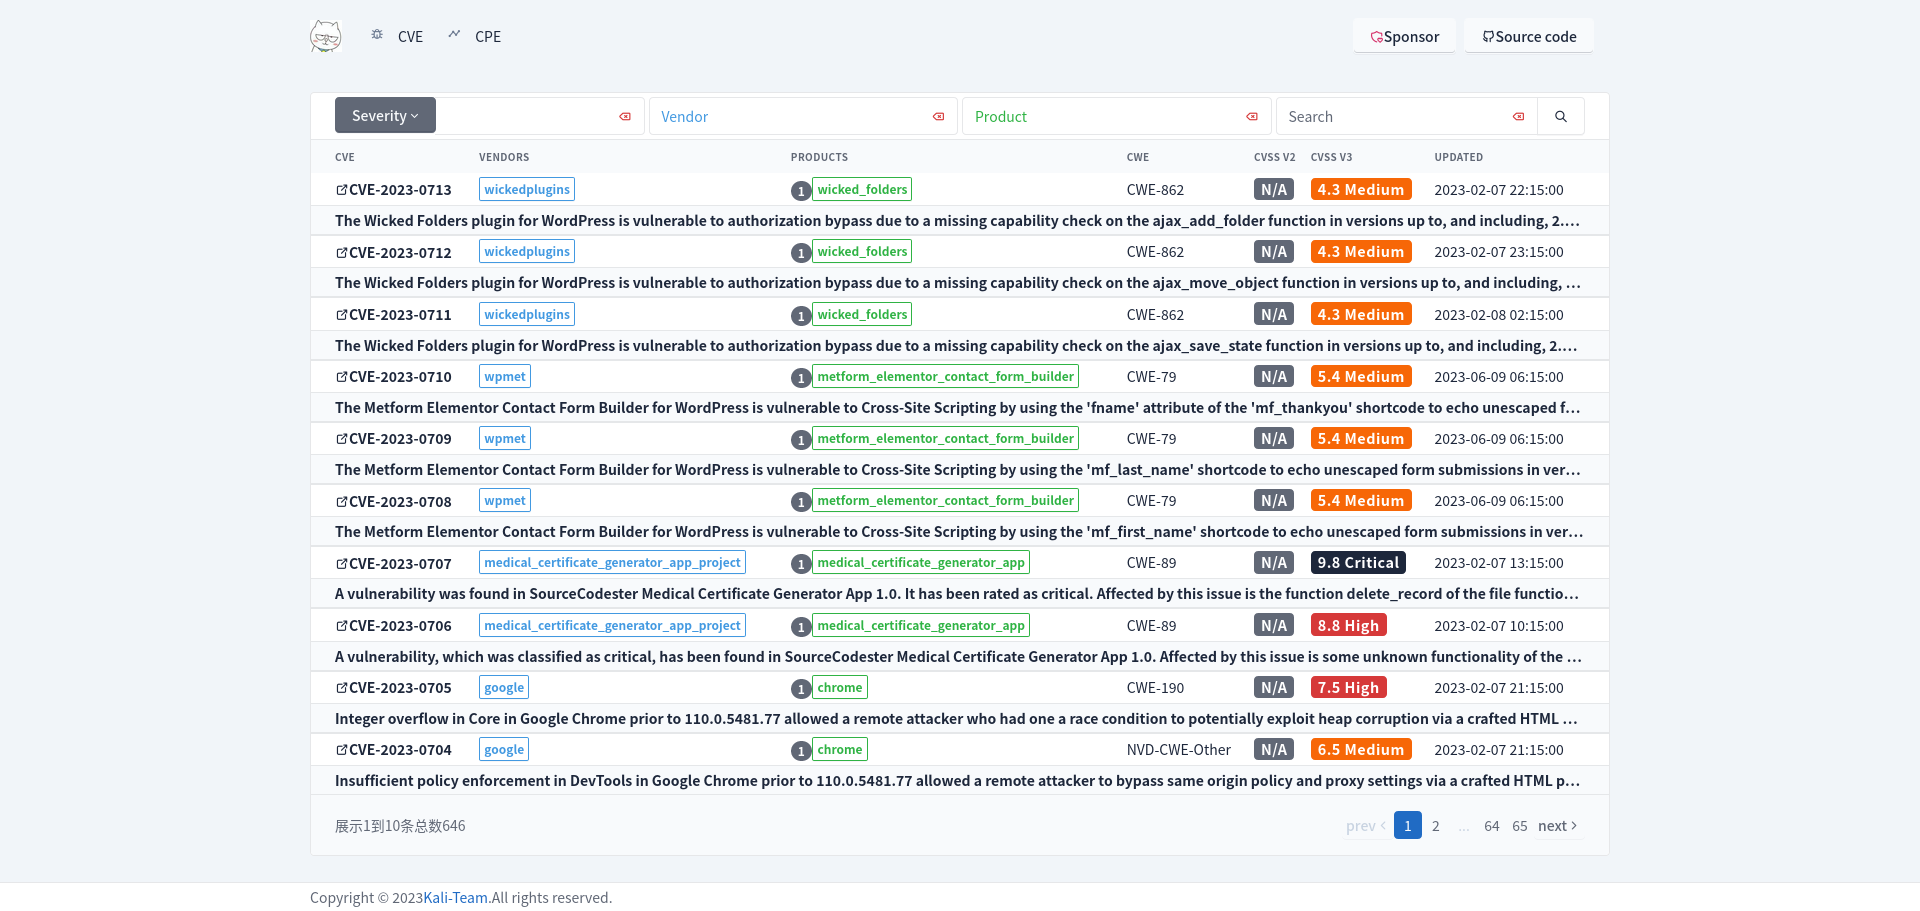 CVE CPE Sponsor Source code
Severity Vendor Product Search
CVE VENDORS PRODUCTS CWE CVSS V2 CVSS V3 UPDATED
CVE-2023-0713 wickedplugins 1 wicked_folders CWE-862 N/A 4.3 Medium 2023-02-07 22:15:00
The Wicked Folders plugin for WordPress is vulnerable to authorization bypass due to a missing capability check on the ajax_add_folder function in versions up to, and including, 2....
CVE-2023-0712 wickedplugins 1 wicked_folders CWE-862 N/A 4.3 Medium 2023-02-07 23:15:00
The Wicked Folders plugin for WordPress is vulnerable to authorization bypass due to a missing capability check on the ajax_move_object function in versions up to, and including, ...
CVE-2023-0711 wickedplugins 1 wicked_folders CWE-862 N/A 4.3 Medium 2023-02-08 02:15:00
The Wicked Folders plugin for WordPress is vulnerable to authorization bypass due to a missing capability check on the ajax_save_state function in versions up to, and including, 2....
CVE-2023-0710 wpmet 1 metform_elementor_contact_form_builder CWE-79 N/A 5.4 Medium 2023-06-09 06:15:00
The Metform Elementor Contact Form Builder for WordPress is vulnerable to Cross-Site Scripting by using the 'fname' attribute of the 'mf_thankyou' shortcode to echo unescaped f...
CVE-2023-0709 wpmet 1 metform_elementor_contact_form_builder CWE-79 N/A 5.4 Medium 2023-06-09 06:15:00
The Metform Elementor Contact Form Builder for WordPress is vulnerable to Cross-Site Scripting by using the 'mf_last_name' shortcode to echo unescaped form submissions in ver...
CVE-2023-0708 wpmet 1 metform_elementor_contact_form_builder CWE-79 N/A 5.4 Medium 2023-06-09 06:15:00
The Metform Elementor Contact Form Builder for WordPress is vulnerable to Cross-Site Scripting by using the 'mf_first_name' shortcode to echo unescaped form submissions in ver...
CVE-2023-0707 medical_certificate_generator_app_project 1 medical_certificate_generator_app CWE-89 N/A 9.8 Critical 2023-02-07 13:15:00
A vulnerability was found in SourceCodester Medical Certificate Generator App 1.0. It has been rated as critical. Affected by this issue is the function delete_record of the file functio...
CVE-2023-0706 medical_certificate_generator_app_project 1 medical_certificate_generator_app CWE-89 N/A 8.8 High 2023-02-07 10:15:00
A vulnerability, which was classified as critical, has been found in SourceCodester Medical Certificate Generator App 1.0. Affected by this issue is some unknown functionality of the ...
CVE-2023-0705 google 1 chrome CWE-190 N/A 7.5 High 2023-02-07 21:15:00
Integer overflow in Core in Google Chrome prior to 110.0.5481.77 allowed a remote attacker who had one a race condition to potentially exploit heap corruption via a crafted HTML ...
CVE-2023-0704 google 1 chrome NVD-CWE-Other N/A 6.5 Medium 2023-02-07 21:15:00
Insufficient policy enforcement in DevTools in Google Chrome prior to 110.0.5481.77 allowed a remote attacker to bypass same origin policy and proxy settings via a crafted HTML p...
展示1到10条总数646 prev 1 2 ... 64 65 next
Copyright © 2023Kali-Team.All rights reserved.